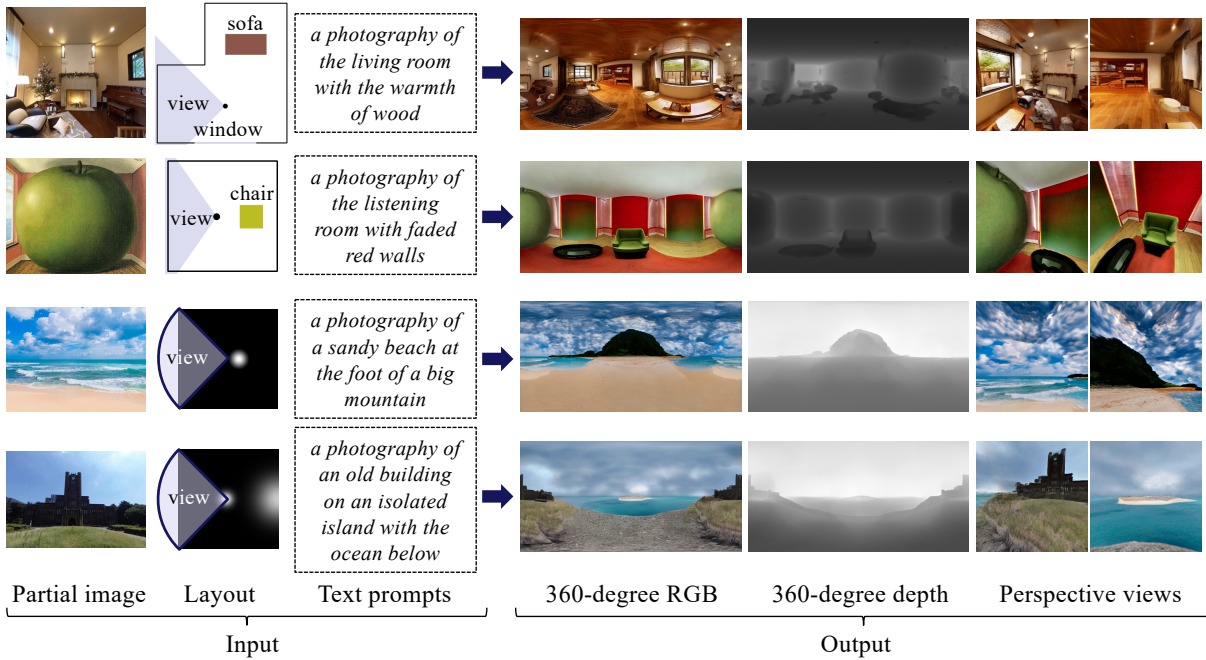 sofa
view
window
a photography of
the living room
with the warmth
of wood
chair
view
a photography of
the listening
room with faded
red walls
view
a photography of
a sandy beach at
the foot of a big
mountain
view
a photography of
an old building
on an isolated
island with the
ocean below
Partial image
Layout
Text prompts
360-degree RGB
360-degree depth
Perspective views
Input
Output